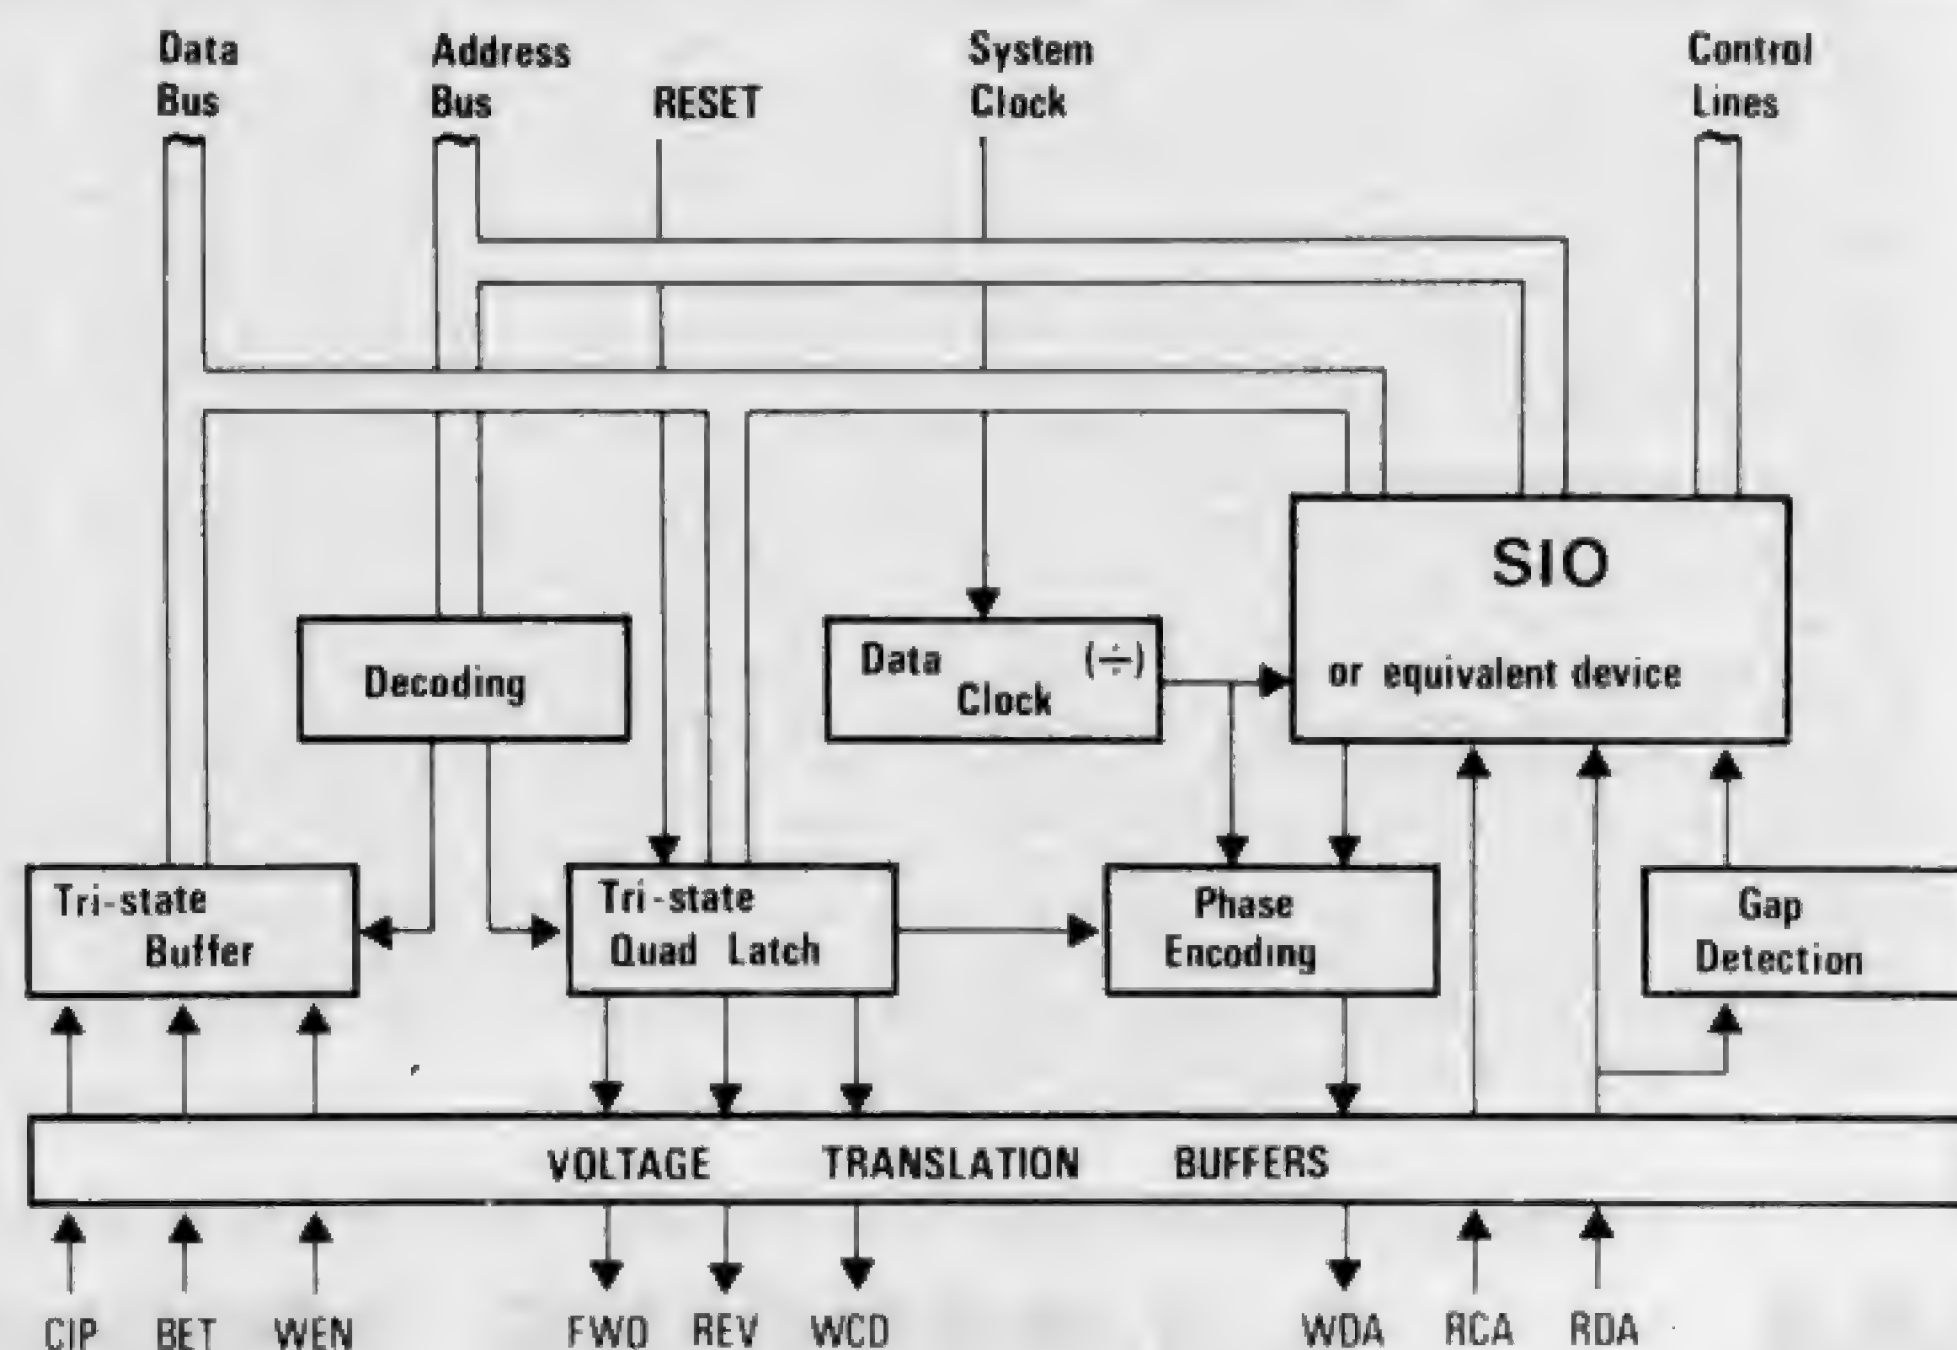 Data
Bus
Address
Bus
RESET
System
Clock
Control
Lines
SIO
or equivalent device
Decoding
Data (÷)
Clock
Tri-state
Buffer
Tri-state
Quad Latch
Phase
Encoding
Gap
Detection
VOLTAGE TRANSLATION BUFFERS
CIP BET WEN FWD REV WCD WDA RCA RDA